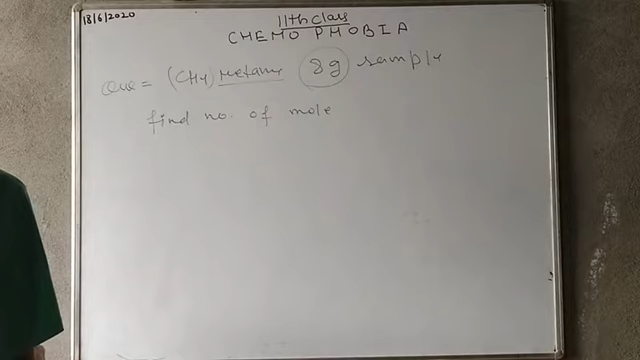 18/6/2020
11th class
CHEMO PHOBIA
Que = (CH4) Metane 8g sample
find no. of mole